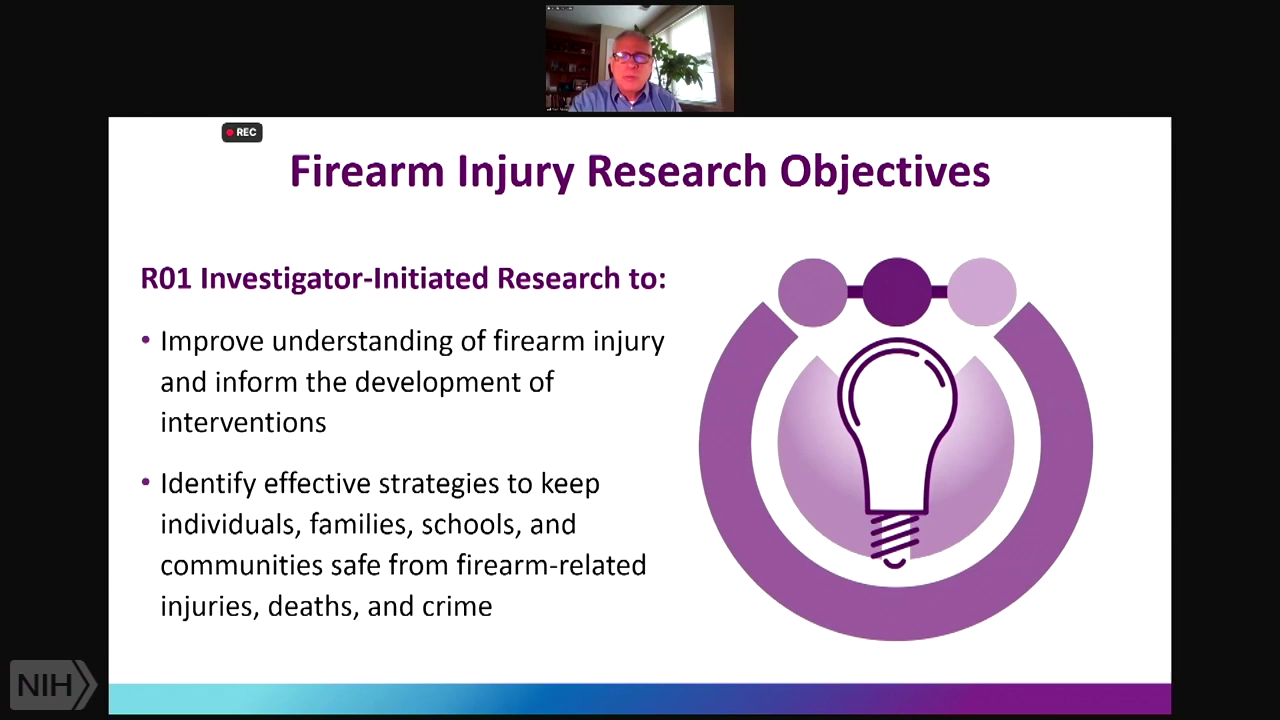 REC
Firearm Injury Research Objectives
R01 Investigator-Initiated Research to:
• Improve understanding of firearm injury
and inform the development of
interventions
• Identify effective strategies to keep
individuals, families, schools, and
communities safe from firearm-related
injuries, deaths, and crime
NIH